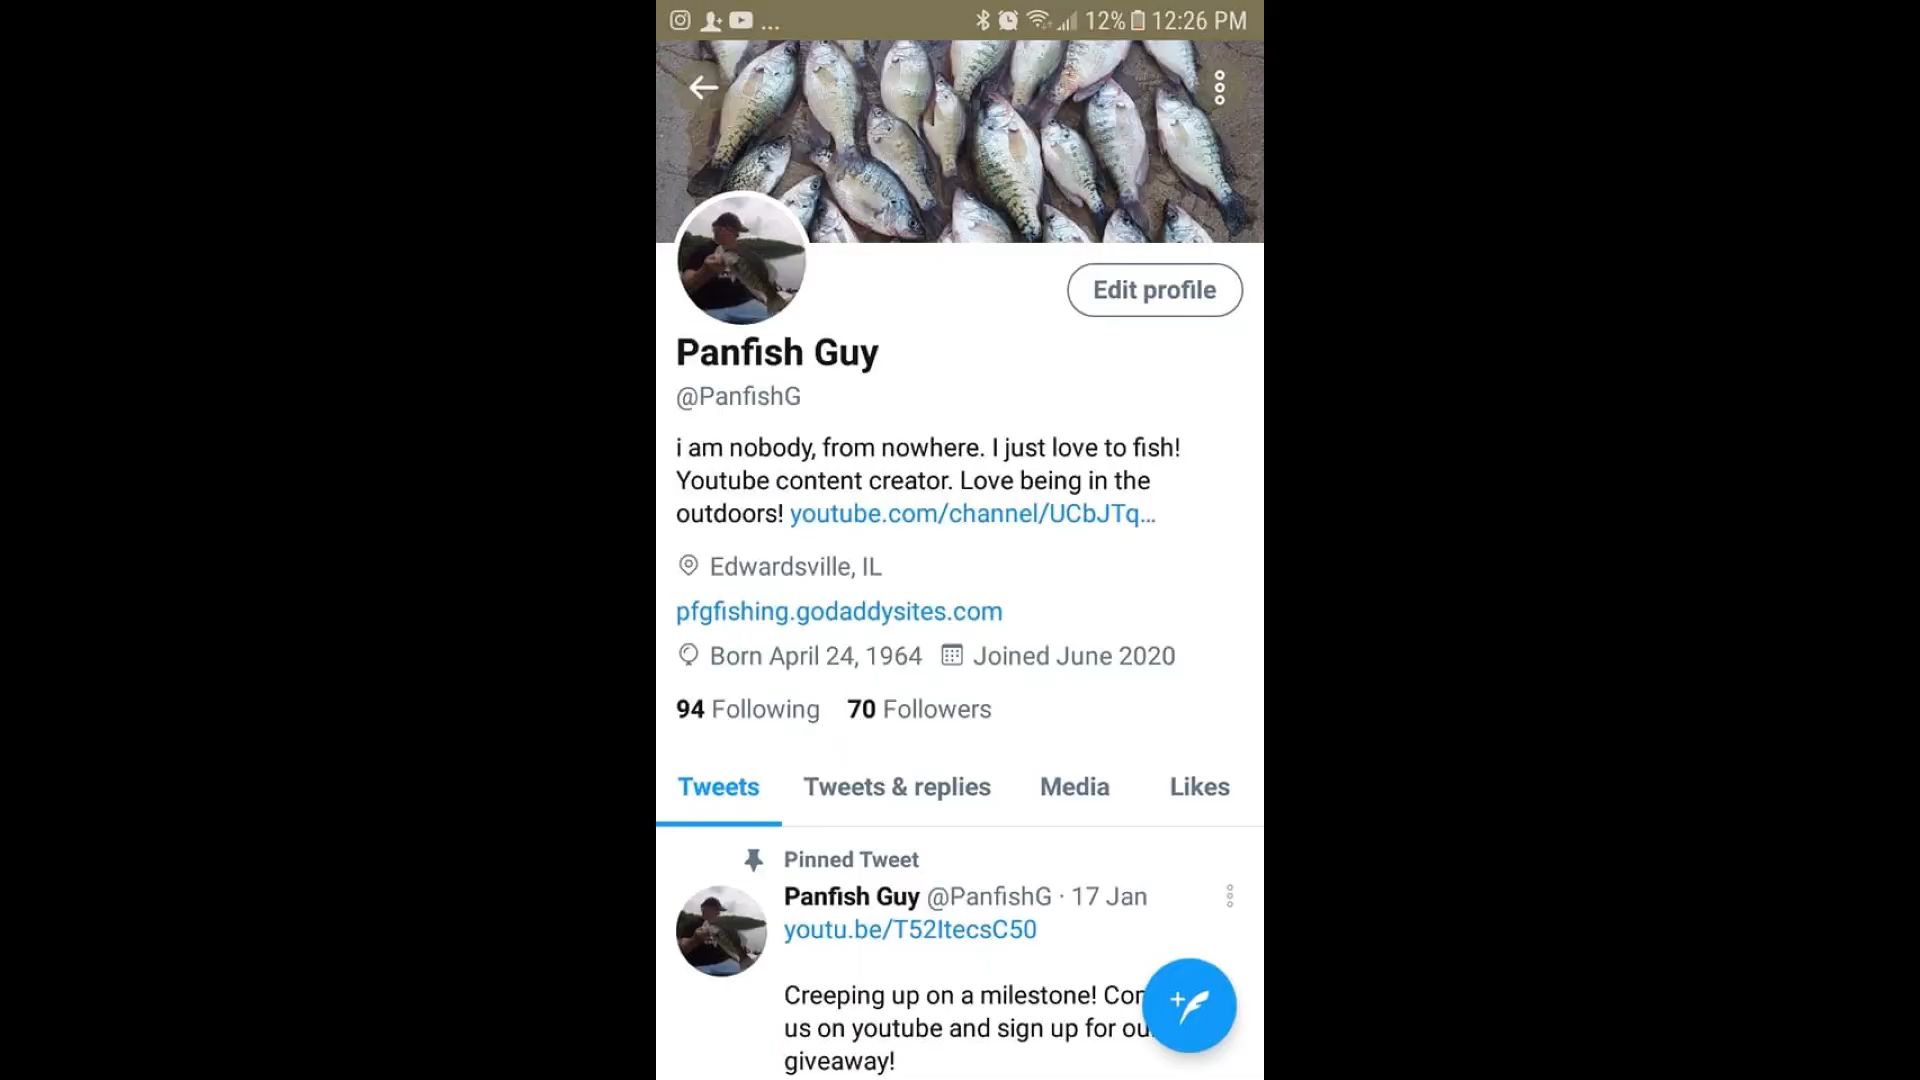 ... 12% 12:26 PM
Edit profile
Panfish Guy
@PanfishG
i am nobody, from nowhere. I just love to fish!
Youtube content creator. Love being in the
outdoors! youtube.com/channel/UCbJTq...
Edwardsville, IL
pfgfishing.godaddysites.com
Born April 24, 1964 Joined June 2020
94 Following 70 Followers
Tweets Tweets & replies Media Likes
Pinned Tweet
Panfish Guy @PanfishG · 17 Jan
youtu.be/T52ItecsC50
Creeping up on a milestone!
us on youtube and sign up for
giveaway!